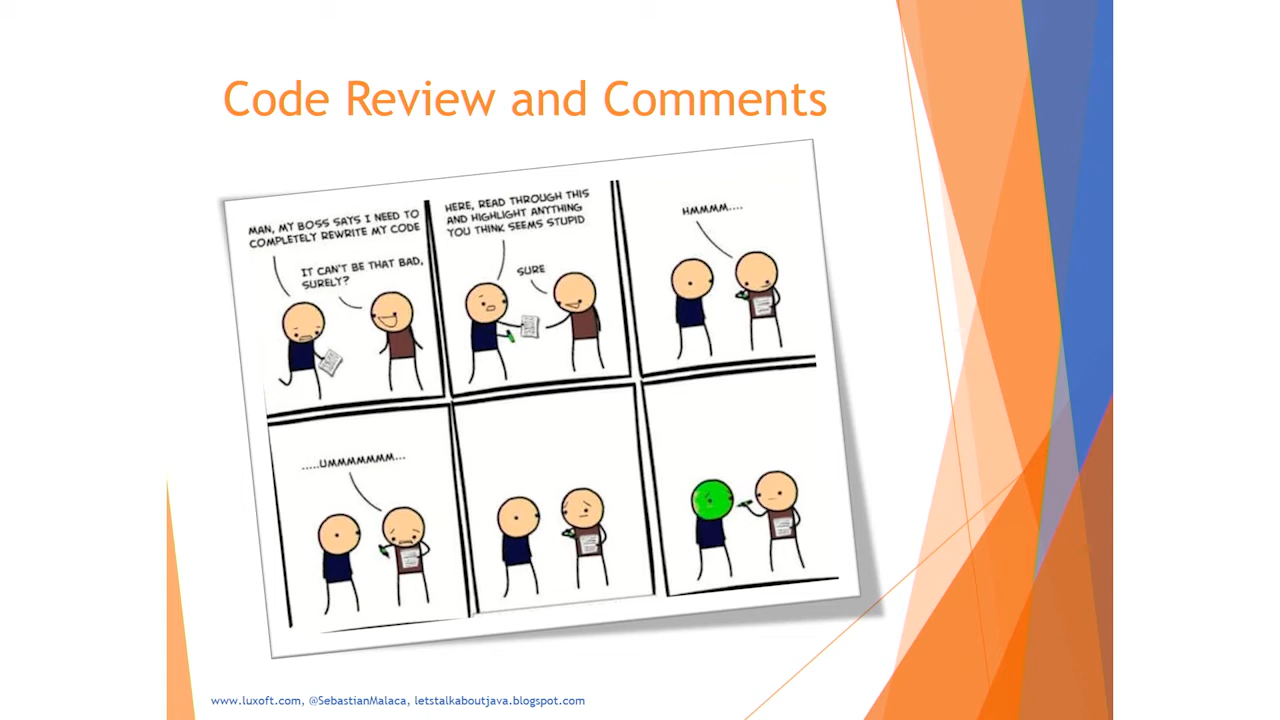 Code Review and Comments
MAN, MY BOSS SAYS I NEED TO
COMPLETELY REWRITE MY CODE
IT CAN'T BE THAT BAD,
SURELY?
HERE, READ THROUGH THIS
AND HIGHLIGHT ANYTHING
YOU THINK SEEMS STUPID
SURE
HMMMM....
.....UMMMMMMM...
www.luxoft.com, @SebastianMalaca, letstalkaboutjava.blogspot.com